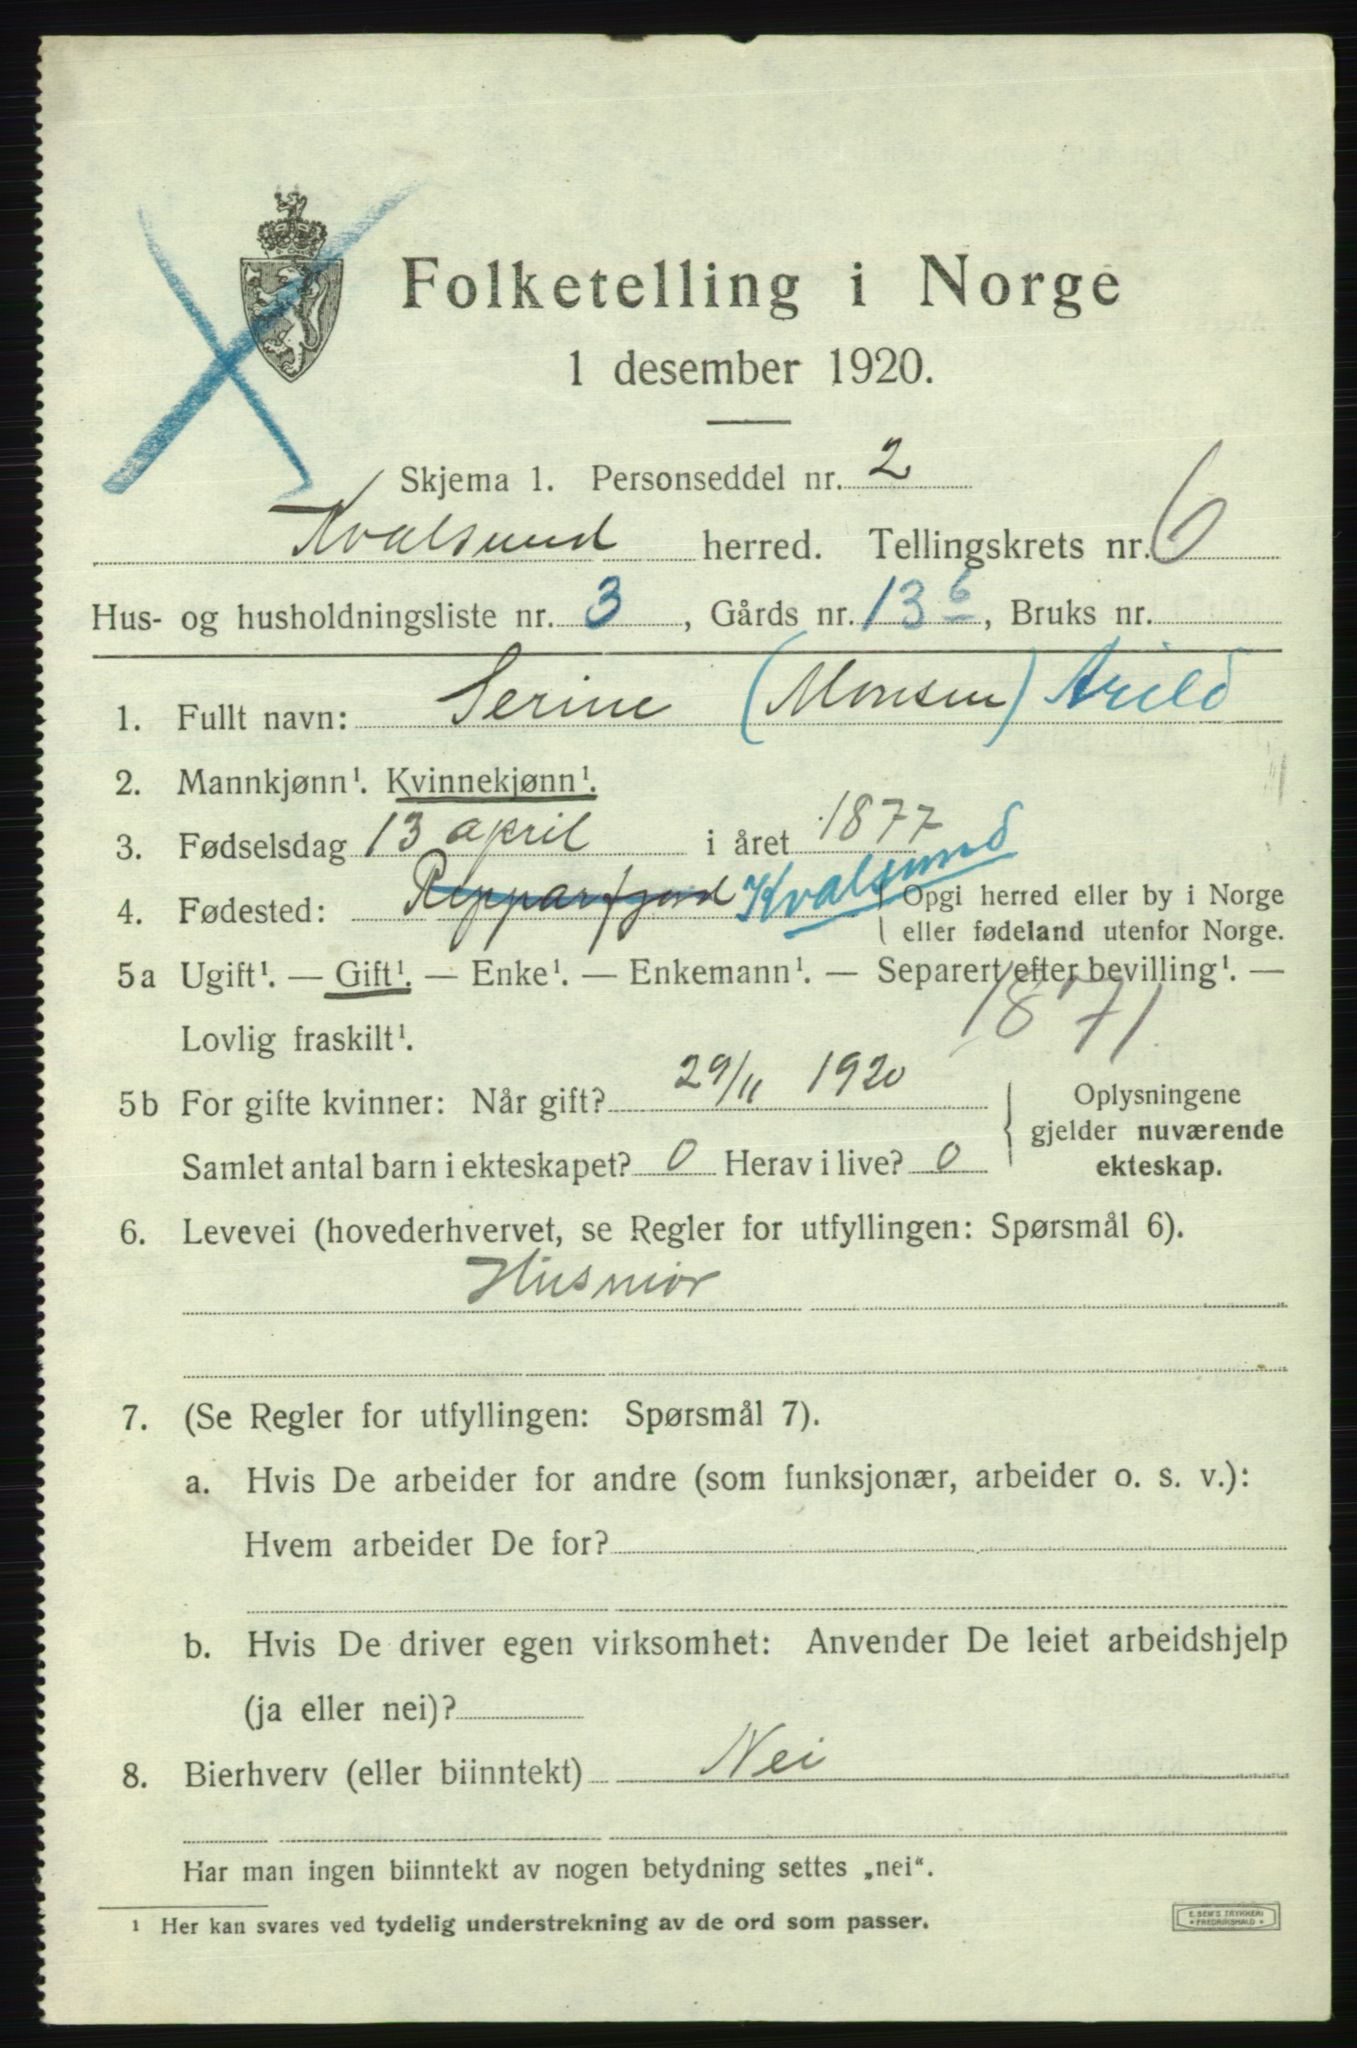 Folketelling i Norge
1 desember 1920.
Skjema 1. Personseddel nr. 2
Kvalsund herred. Tellingskrets nr. 6
Hus- og husholdningsliste nr. 3, Gårds nr. 13 6, Bruks nr.
1. Fullt navn: Serine (Monsen) Arild
2. Mannkjønn¹. Kvinnekjønn¹.
3. Fødselsdag 13 april i året 1877
4. Fødested: Repparfjord Kvalsund Opgi herred eller by i Norge
eller fødeland utenfor Norge.
5a Ugift¹. — Gift¹. — Enke¹. — Enkemann¹. — Separert efter bevilling¹. —
Lovlig fraskilt¹. 1871.
5b For gifte kvinner: Når gift? 29/11 1920
Samlet antal barn i ekteskapet? 0 Herav i live? 0
Oplysningene
gjelder nuværende
ekteskap.
6. Levevei (hovederhvervet, se Regler for utfyllingen: Spørsmål 6).
Husmor
7. (Se Regler for utfyllingen: Spørsmål 7).
a. Hvis De arbeider for andre (som funksjonær, arbeider o. s. v.):
Hvem arbeider De for?
b. Hvis De driver egen virksomhet: Anvender De leiet arbeidshjelp
(ja eller nei)?
8. Bierhverv (eller biinntekt) Nei
Har man ingen biinntekt av nogen betydning settes „nei“.
¹ Her kan svares ved tydelig understrekning av de ord som passer.
E. SEM'S TRYKKERI
• FREDRIKSHALD •